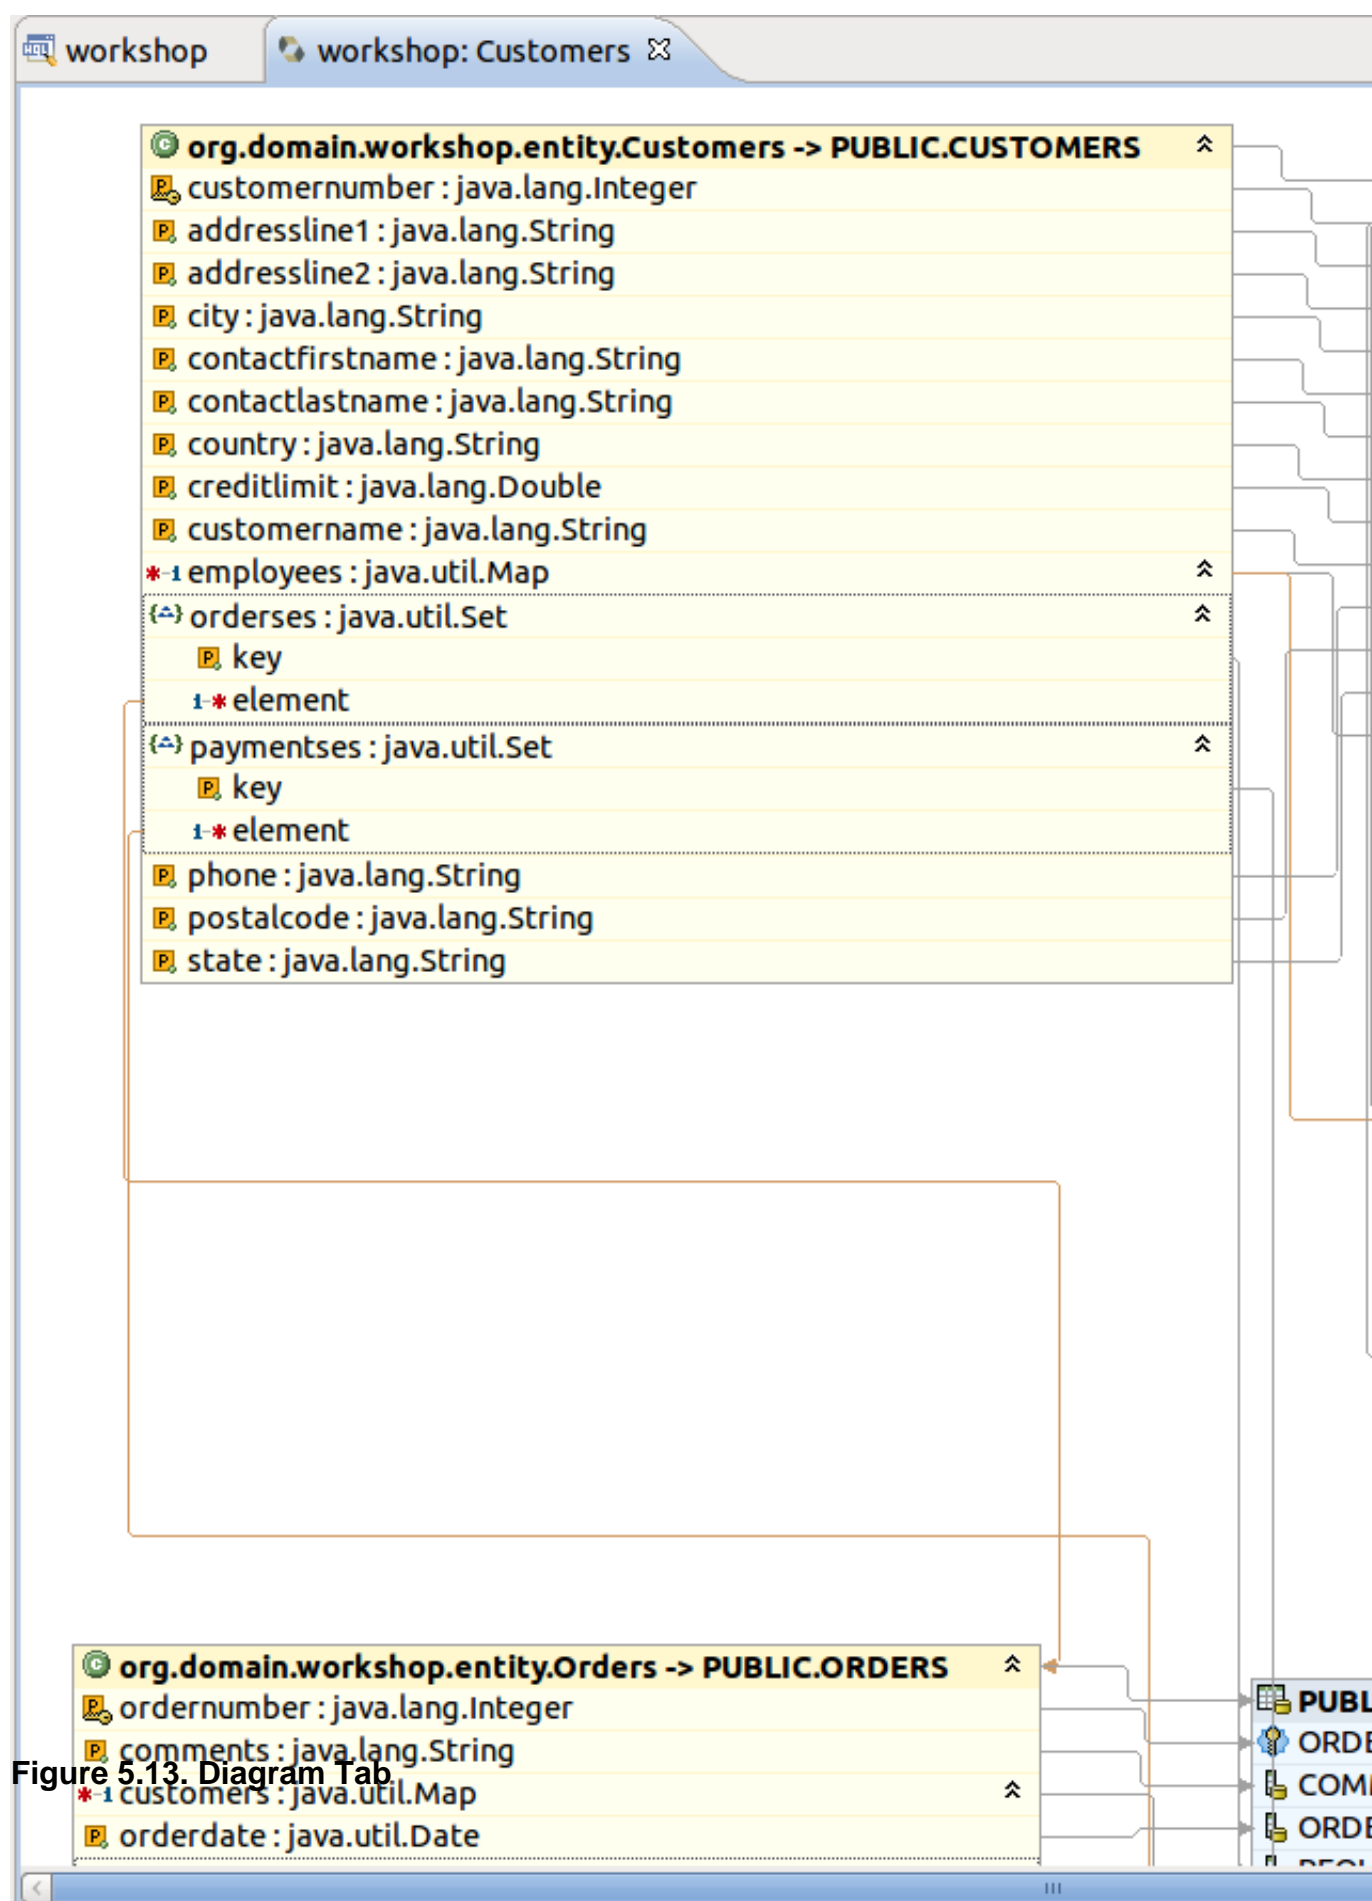 workshop
workshop: Customers
org.domain.workshop.entity.Customers -> PUBLIC.CUSTOMERS
customernumber : java.lang.Integer
addressline1 : java.lang.String
addressline2 : java.lang.String
city : java.lang.String
contactfirstname : java.lang.String
contactlastname : java.lang.String
country : java.lang.String
creditlimit : java.lang.Double
customername : java.lang.String
employees : java.util.Map
orderses : java.util.Set
key
element
paymentses : java.util.Set
key
element
phone : java.lang.String
postalcode : java.lang.String
state : java.lang.String
org.domain.workshop.entity.Orders -> PUBLIC.ORDERS
ordernumber : java.lang.Integer
comments : java.lang.String
Figure 5.13. Diagram Tab
customers : java.util.Map
orderdate : java.util.Date
PUBL
ORDE
COM
ORDE